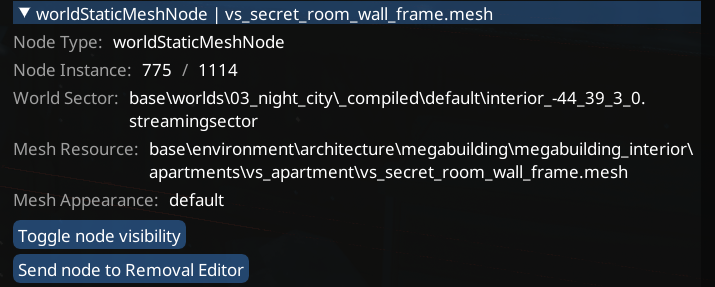 ▼ worldStaticMeshNode | vs_secret_room_wall_frame.mesh
Node Type: worldStaticMeshNode
Node Instance: 775 / 1114
World Sector: base\worlds\03_night_city\_compiled\default\interior_-44_39_3_0.
streamingsector
Mesh Resource: base\environment\architecture\megabuilding\megabuilding_interior\
apartments\vs_apartment\vs_secret_room_wall_frame.mesh
Mesh Appearance: default
Toggle node visibility
Send node to Removal Editor